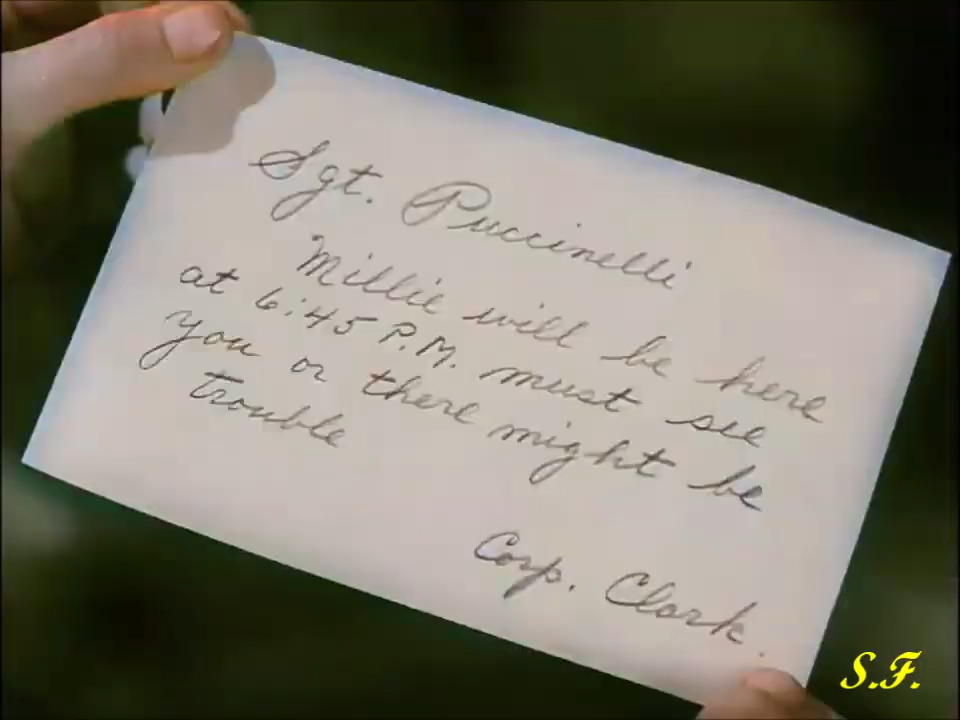 Sgt. Puccinelli
Millie will be here
at 6:45 P.M. must see
you or there might be
trouble
Corp. Clark.
S.F.